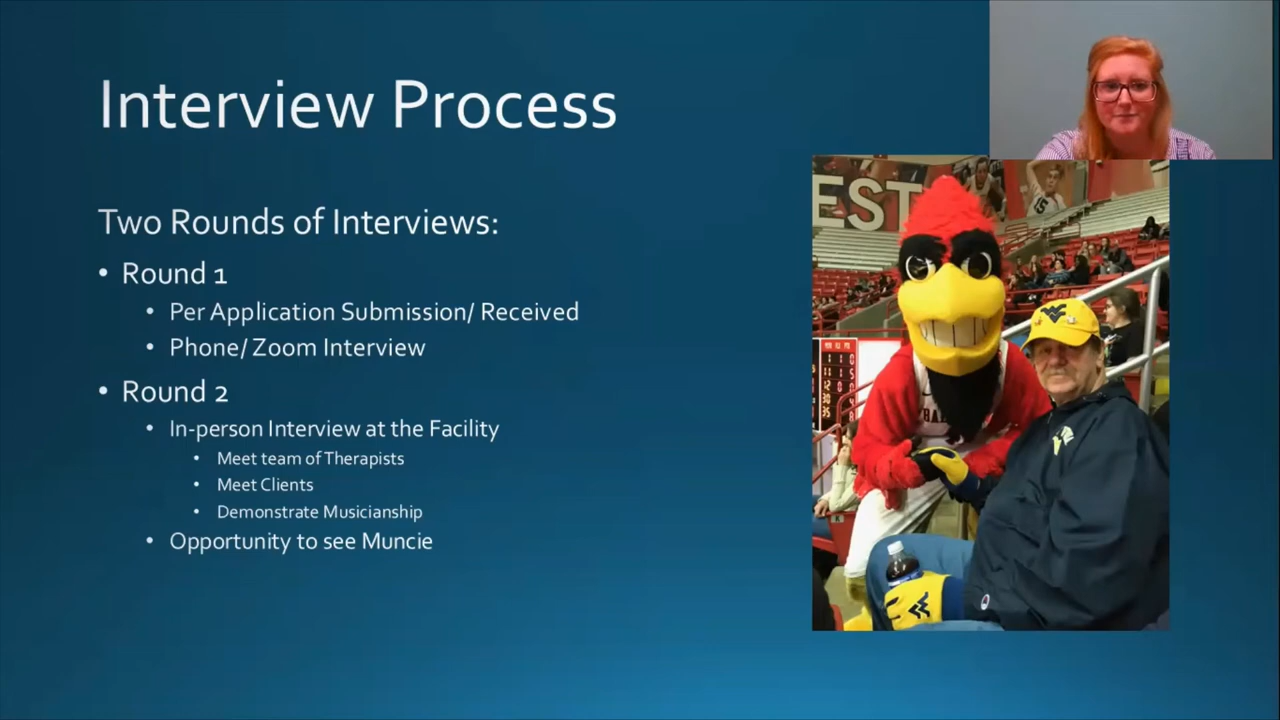 Interview Process
Two Rounds of Interviews:
• Round 1
• Per Application Submission/ Received
• Phone/ Zoom Interview
• Round 2
• In-person Interview at the Facility
• Meet team of Therapists
• Meet Clients
• Demonstrate Musicianship
• Opportunity to see Muncie
EST
15